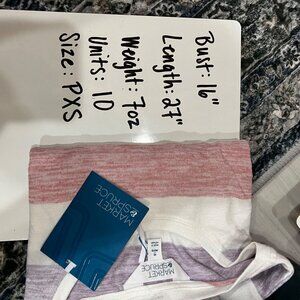 Bust: 16"
Length: 27"
Weight: 7oz
Units: 10
Size: PXS
MARKET
& SPRUCE
MARKET
& SPRUCE